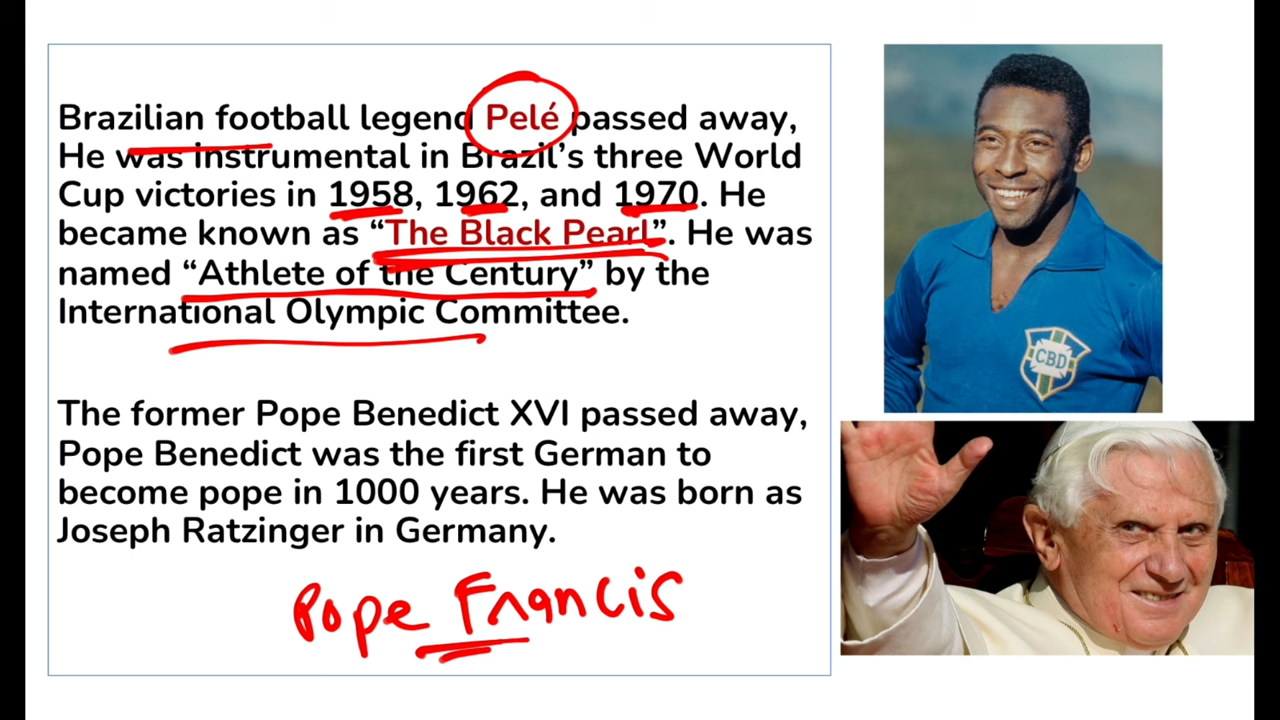 Brazilian football legend Pelé passed away,
He was instrumental in Brazil’s three World
Cup victories in 1958, 1962, and 1970. He
became known as “The Black Pearl”. He was
named “Athlete of the Century” by the
International Olympic Committee.
The former Pope Benedict XVI passed away,
Pope Benedict was the first German to
become pope in 1000 years. He was born as
Joseph Ratzinger in Germany.
Pope Francis
CBD